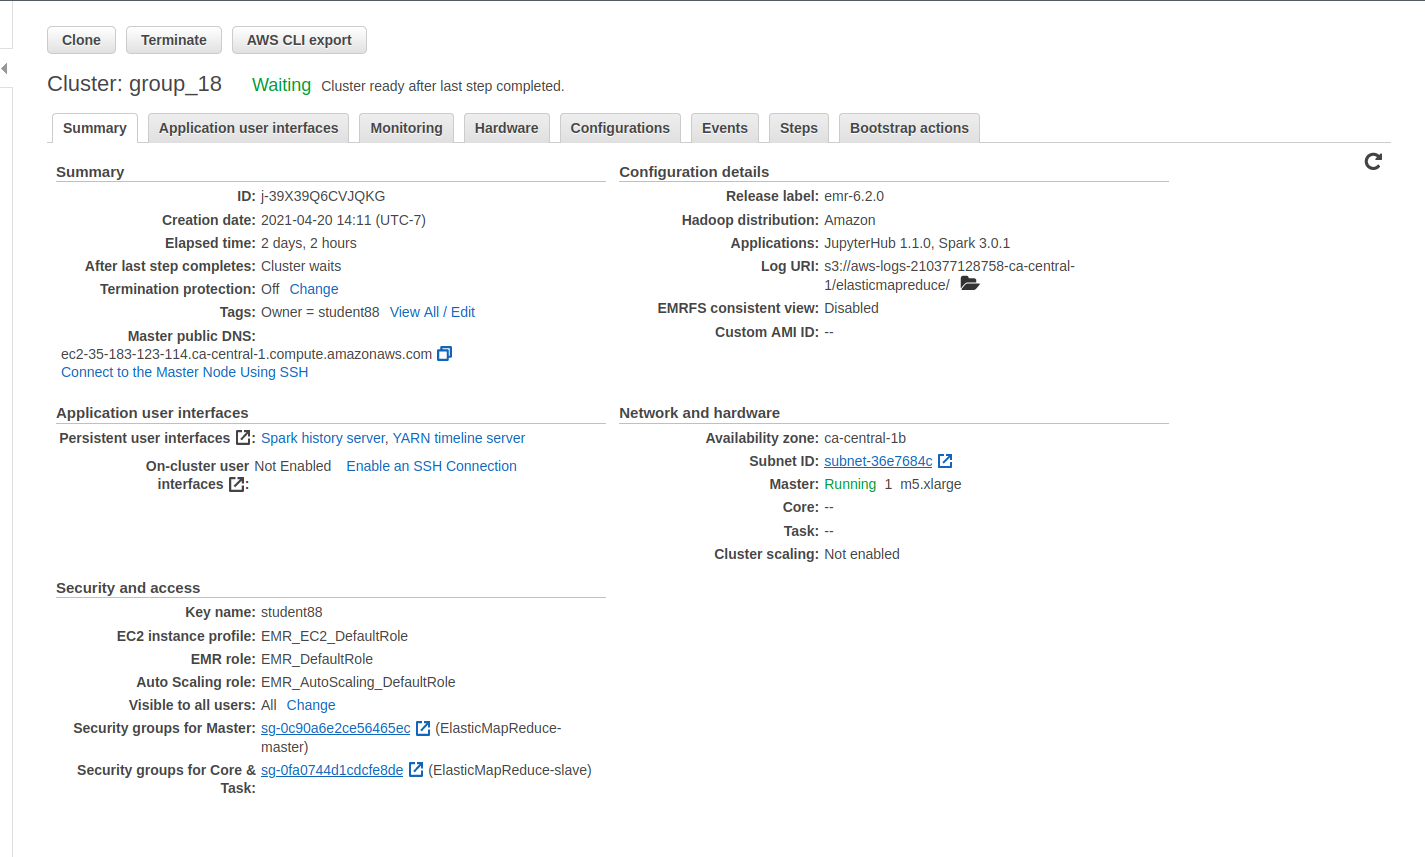 Clone Terminate AWS CLI export
Cluster: group_18 Waiting Cluster ready after last step completed.
Summary Application user interfaces Monitoring Hardware Configurations Events Steps Bootstrap actions
Summary
ID: j-39X39Q6CVJQKG
Creation date: 2021-04-20 14:11 (UTC-7)
Elapsed time: 2 days, 2 hours
After last step completes: Cluster waits
Termination protection: Off Change
Tags: Owner = student88 View All / Edit
Master public DNS:
ec2-35-183-123-114.ca-central-1.compute.amazonaws.com
Connect to the Master Node Using SSH
Configuration details
Release label: emr-6.2.0
Hadoop distribution: Amazon
Applications: JupyterHub 1.1.0, Spark 3.0.1
Log URI: s3://aws-logs-210377128758-ca-central-
1/elasticmapreduce/
EMRFS consistent view: Disabled
Custom AMI ID: --
Application user interfaces
Persistent user interfaces : Spark history server, YARN timeline server
On-cluster user Not Enabled Enable an SSH Connection
interfaces :
Network and hardware
Availability zone: ca-central-1b
Subnet ID: subnet-36e7684c
Master: Running 1 m5.xlarge
Core: --
Task: --
Cluster scaling: Not enabled
Security and access
Key name: student88
EC2 instance profile: EMR_EC2_DefaultRole
EMR role: EMR_DefaultRole
Auto Scaling role: EMR_AutoScaling_DefaultRole
Visible to all users: All Change
Security groups for Master: sg-0c90a6e2ce56465ec (ElasticMapReduce-
master)
Security groups for Core & sg-0fa0744d1cdcfe8de (ElasticMapReduce-slave)
Task: